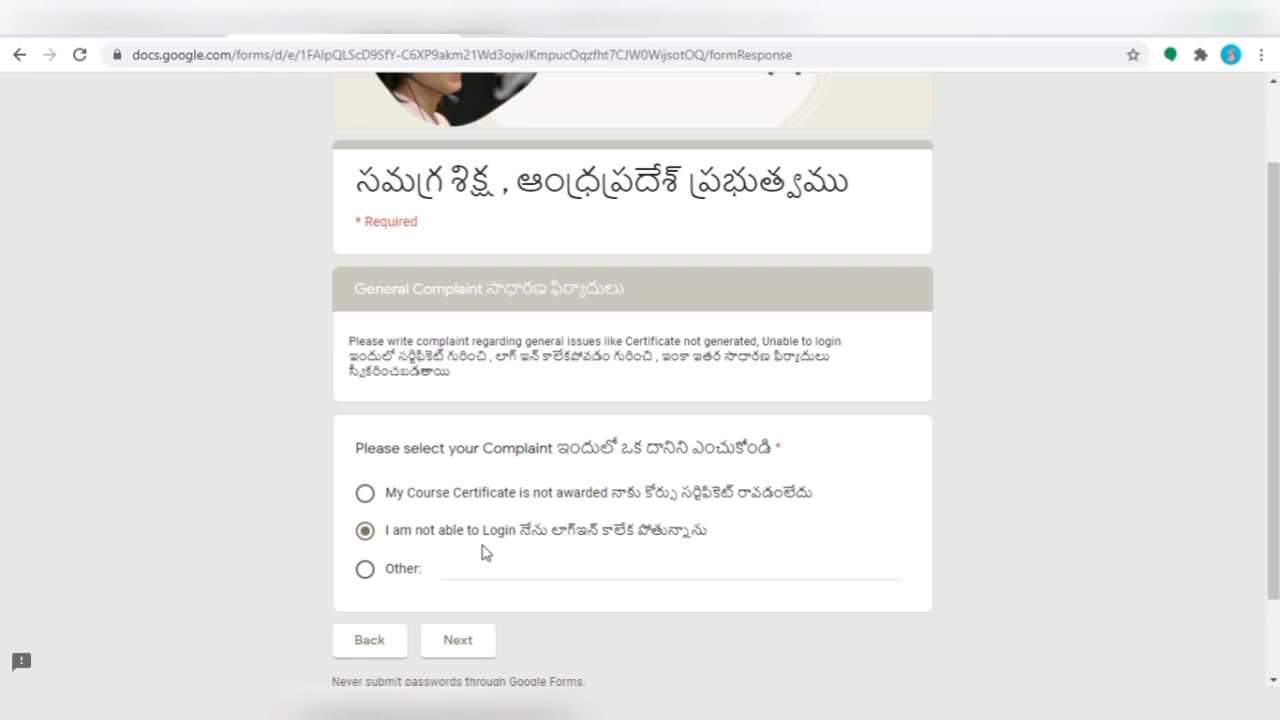 docs.google.com/forms/d/e/1FAIpQLScD9SfY-C6XP9akm21Wd3ojwJKmpucOqzfht7CJW0WijsotOQ/formResponse
సమగ్ర శిక్ష , ఆంధ్రప్రదేశ్ ప్రభుత్వము
* Required
General Complaint సాధారణ ఫిర్యాదులు
Please write complaint regarding general issues like Certificate not generated, Unable to login
ఇందులో సర్టిఫికెట్ గురించి , లాగ్ ఇన్ కాలేకపోవడం గురించి , ఇంకా ఇతర సాధారణ ఫిర్యాదులు
స్వీకరించబడతాయి
Please select your Complaint ఇందులో ఒక దానిని ఎంచుకోండి *
My Course Certificate is not awarded నాకు కోర్సు సర్టిఫికెట్ రావడంలేదు
I am not able to Login నేను లాగ్ఇన్ కాలేక పోతున్నాను
Other:
Back
Next
Never submit passwords through Google Forms.